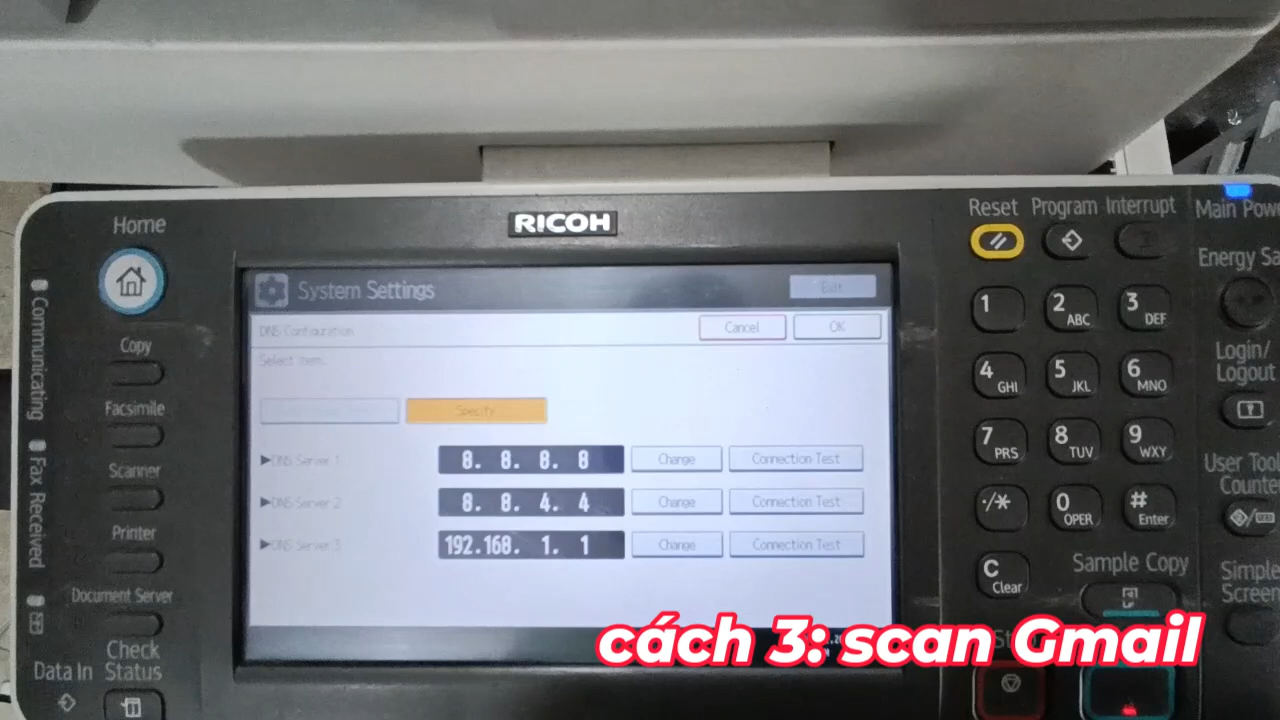 Home
RICOH
Reset Program Interrupt
Main Pow
Energy Sa
System Settings
Exit
DNS Configuration
Cancel
OK
Select item.
Specify
▶DNS Server 1
8. 8. 8. 8
Change
Connection Test
▶DNS Server 2
8. 8. 4. 4
Change
Connection Test
▶DNS Server 3
192.168. 1. 1
Change
Connection Test
Communicating
Fax Received
Copy
Facsimile
Scanner
Printer
Document Server
Check
Status
Data In
1
2 ABC
3 DEF
4 GHI
5 JKL
6 MNO
7 PRS
8 TUV
9 WXY
./*
0 OPER
# Enter
C Clear
Login/
Logout
User Tool
Counte
Sample Copy
Simple
Screen
cách 3: scan Gmail